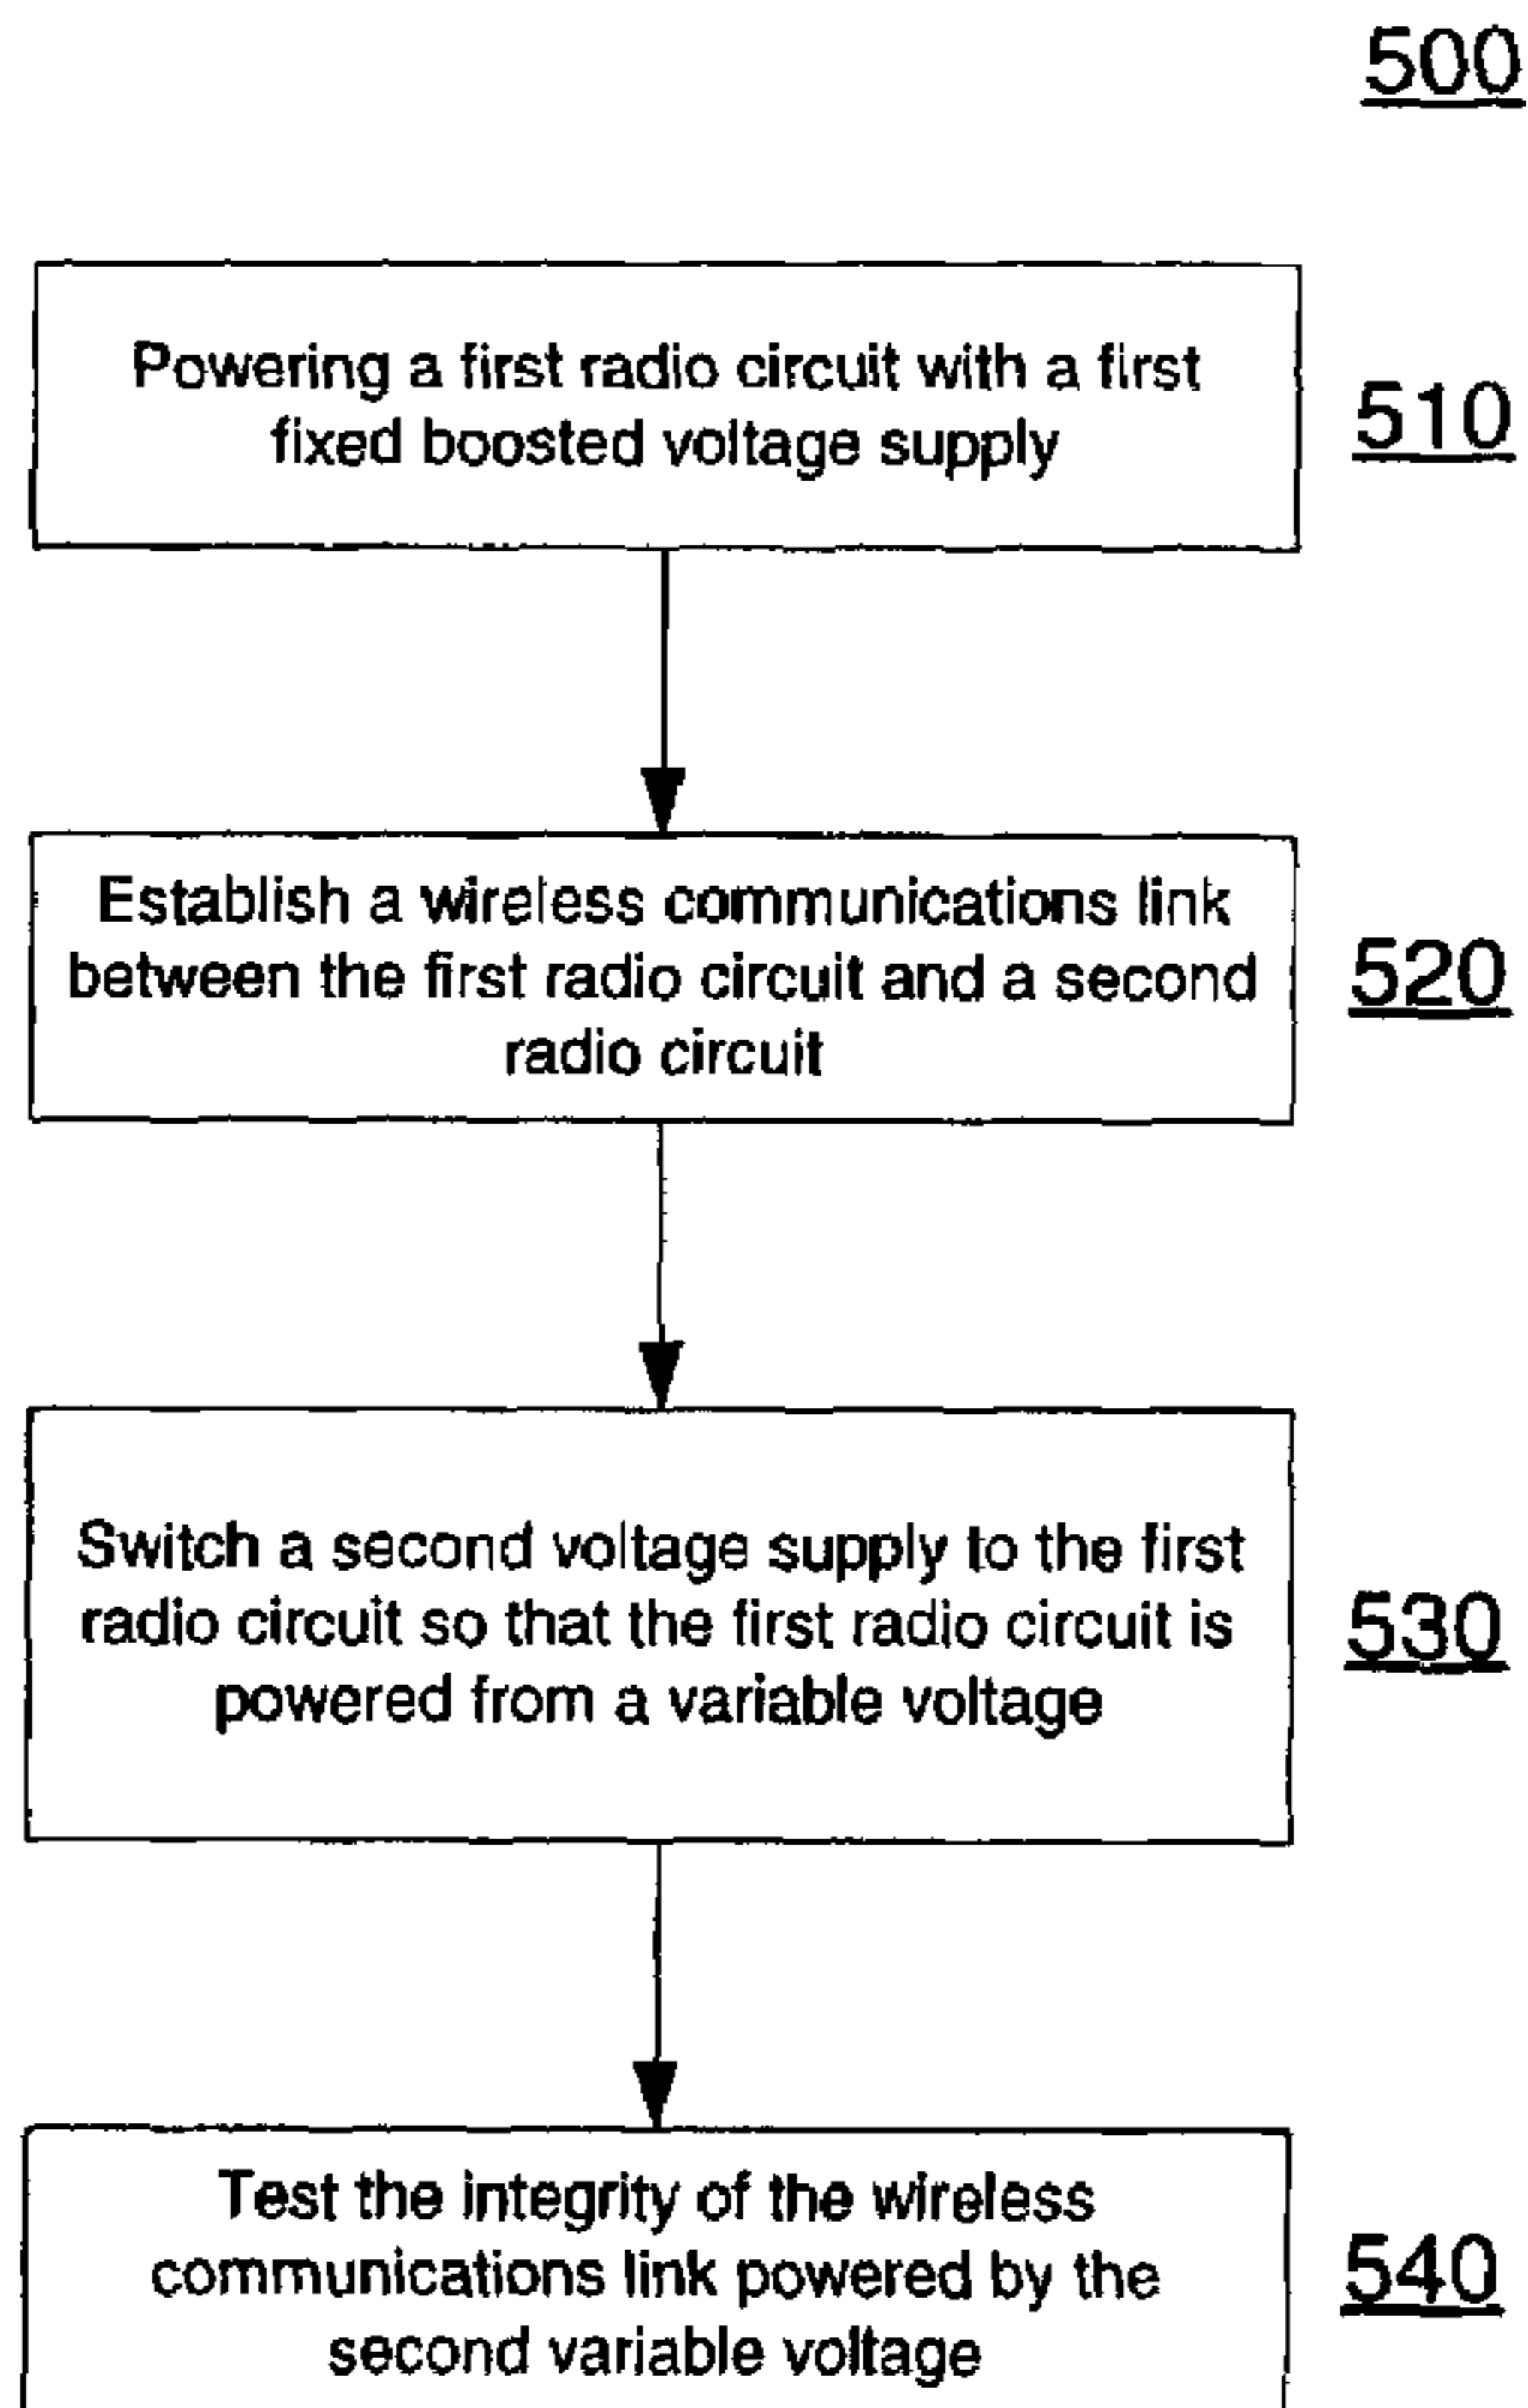 500
Powering a first radio circuit with a first
fixed boosted voltage supply
510
Establish a wireless communications link
between the first radio circuit and a second
radio circuit
520
Switch a second voltage supply to the first
radio circuit so that the first radio circuit is
powered from a variable voltage
530
Test the integrity of the wireless
communications link powered by the
second variable voltage
540